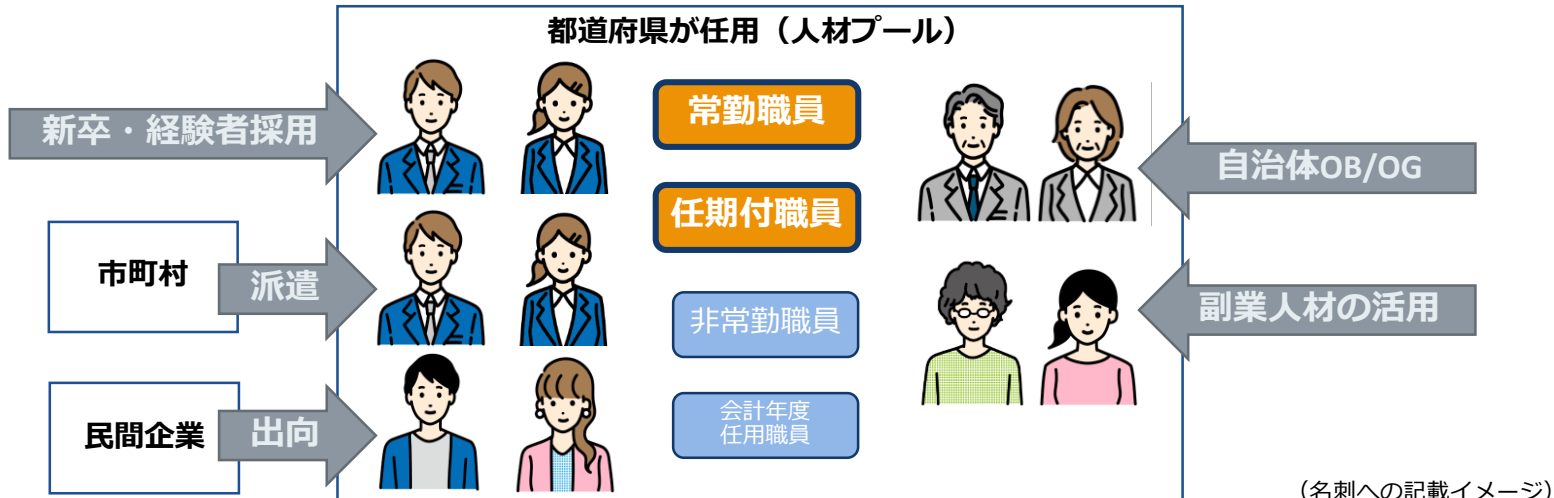 都道府県が任用（人材プール）
新卒・経験者採用
常勤職員
自治体OB/OG
任期付職員
市町村
派遣
非常勤職員
副業人材の活用
民間企業
出向
会計年度
任用職員
（名刺への記載イメージ）